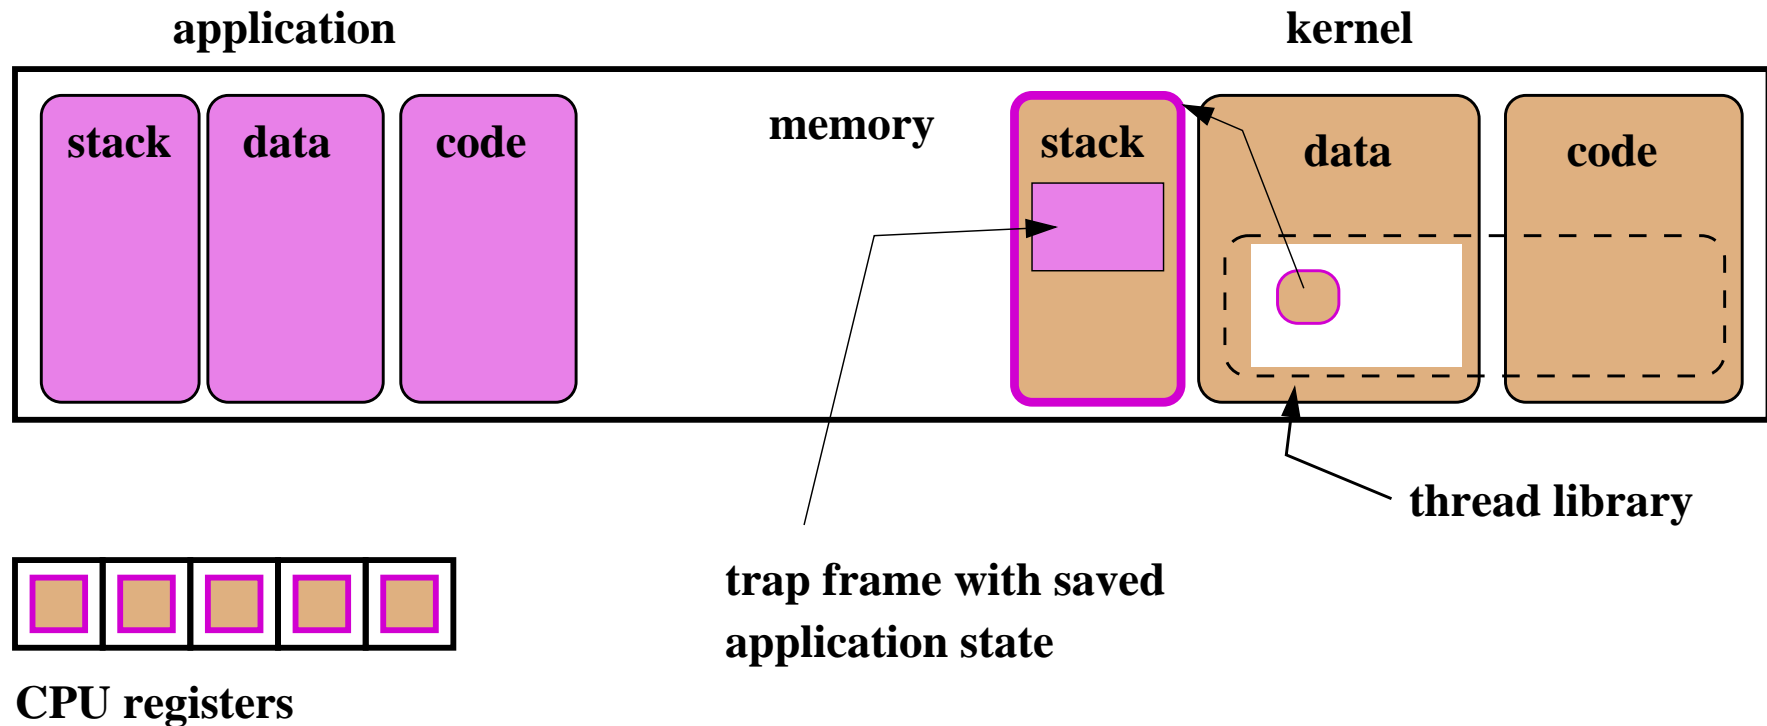 application
kernel
stack
data
code
memory
stack
data
code
thread library
trap frame with saved
application state
CPU registers